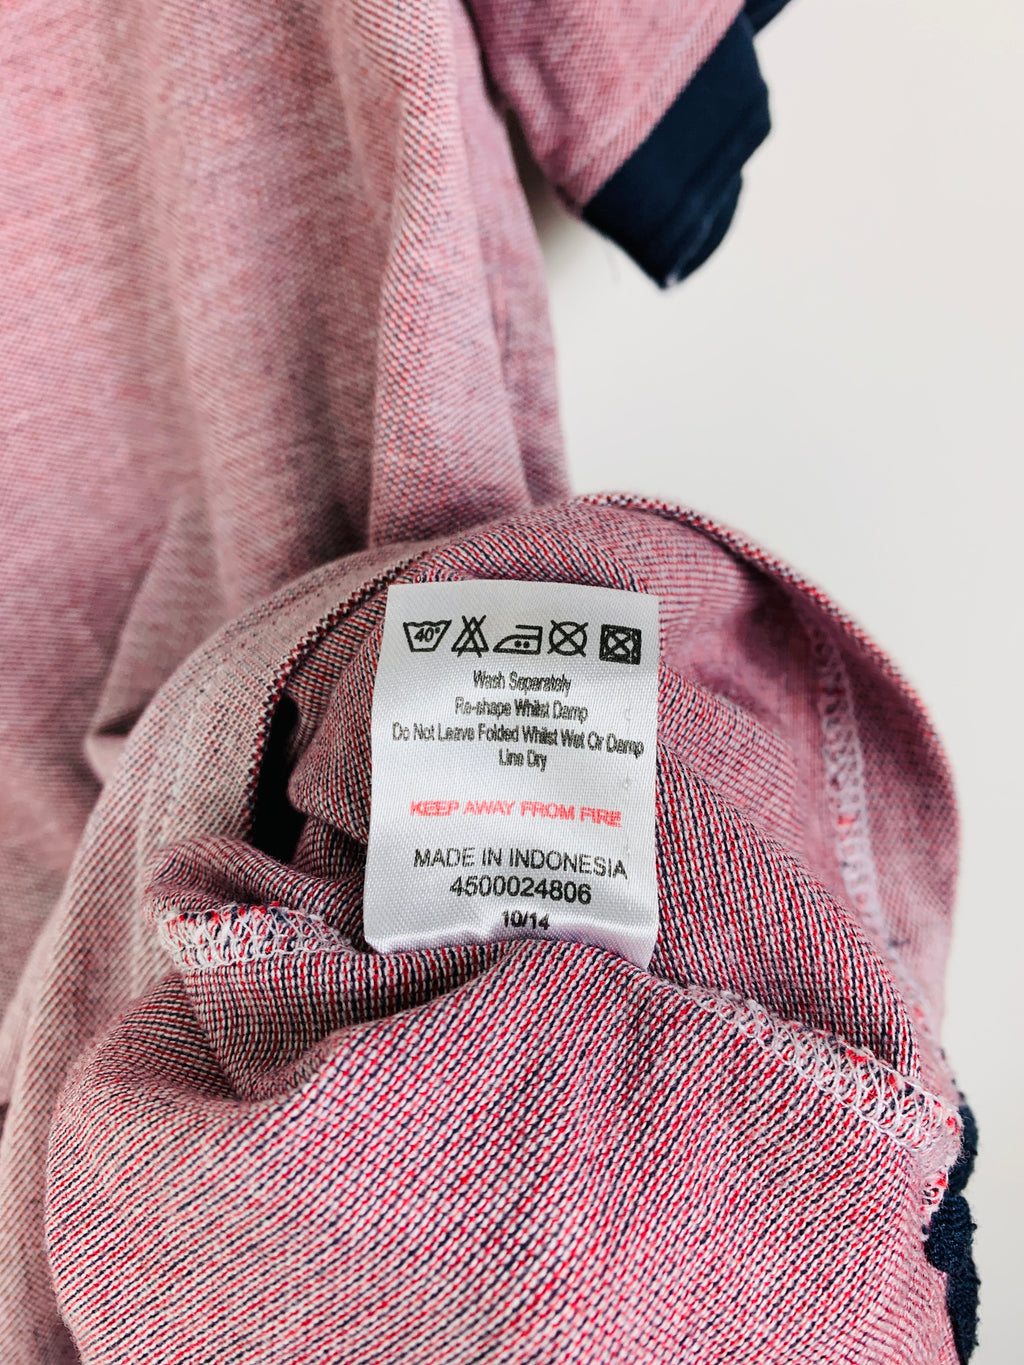 40°
Wash Separately
Re-shape Whilst Damp
Do Not Leave Folded Whilst Wet Or Damp
Line Dry
KEEP AWAY FROM FIRE
MADE IN INDONESIA
4500024806
10/14